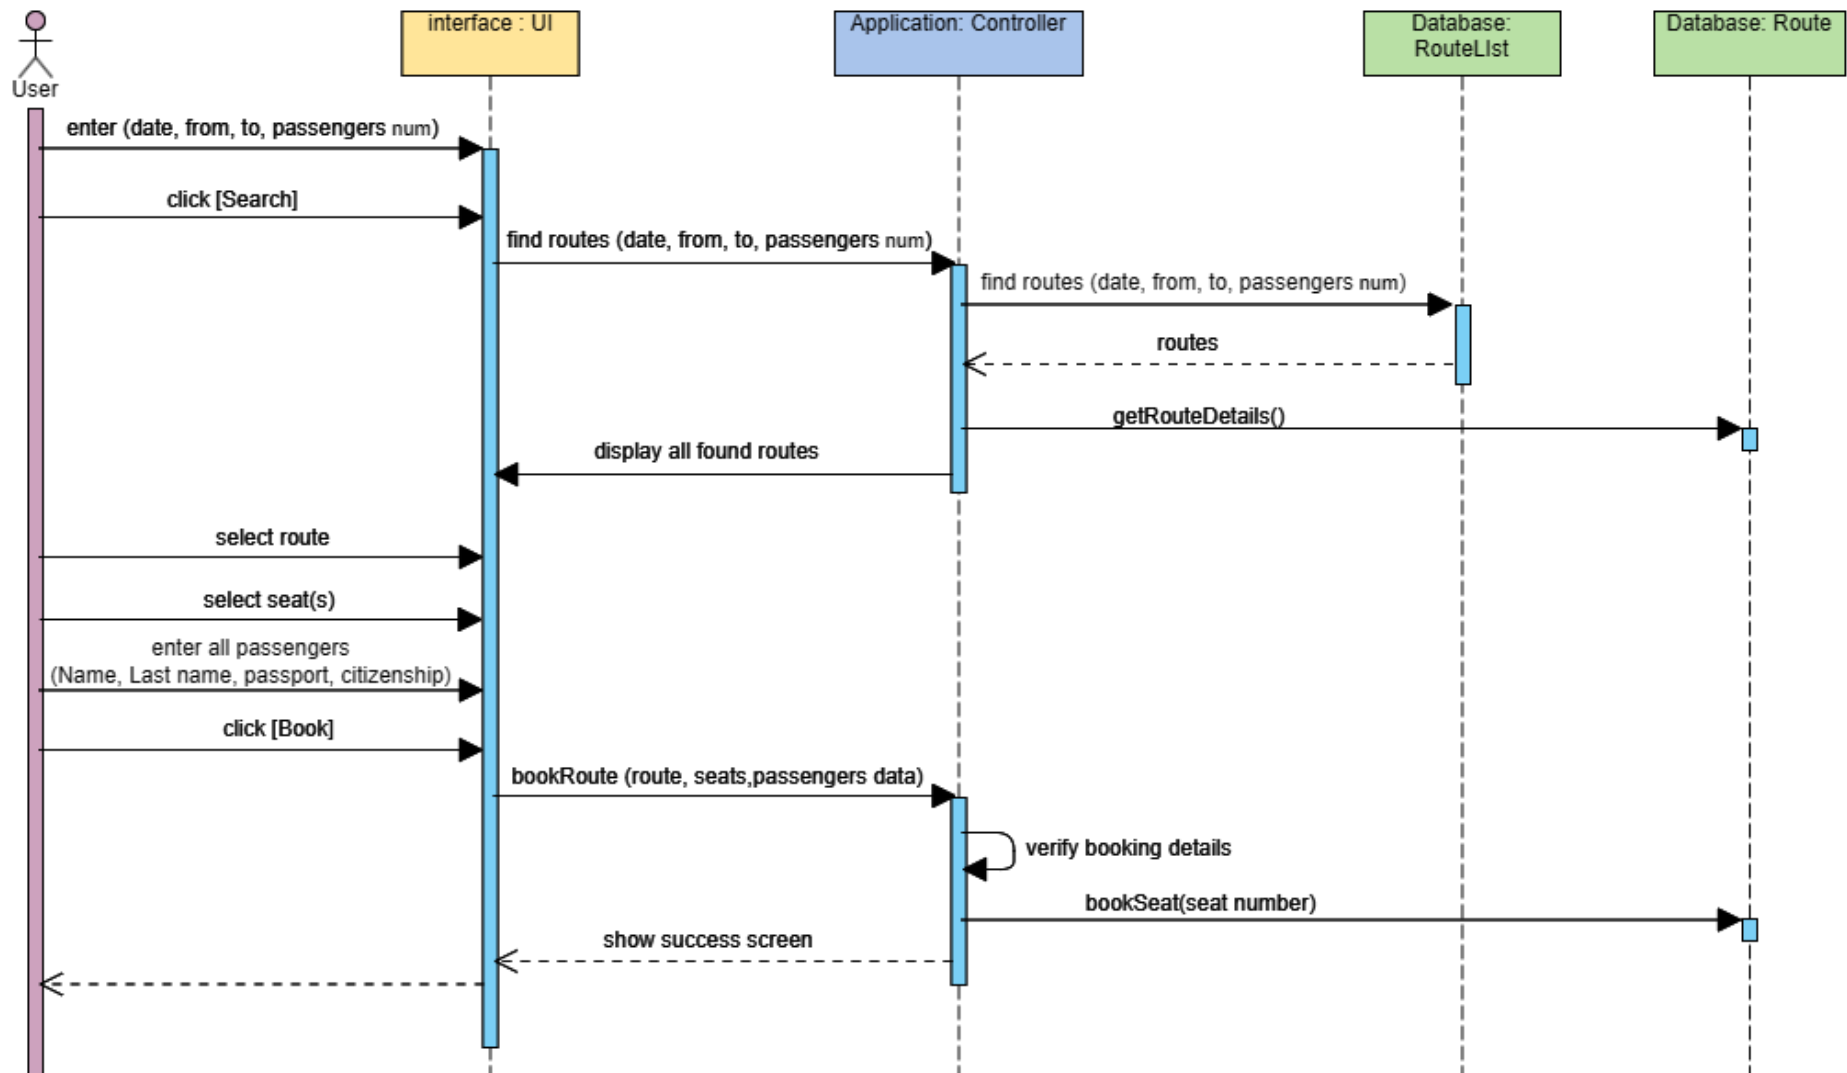 interface : UI
Application: Controller
Database:
RouteLIst
Database: Route
User
enter (date, from, to, passengers num)
click [Search]
find routes (date, from, to, passengers num)
find routes (date, from, to, passengers num)
routes
getRouteDetails()
display all found routes
select route
select seat(s)
enter all passengers
(Name, Last name, passport, citizenship)
click [Book]
bookRoute (route, seats,passengers data)
verify booking details
bookSeat(seat number)
show success screen